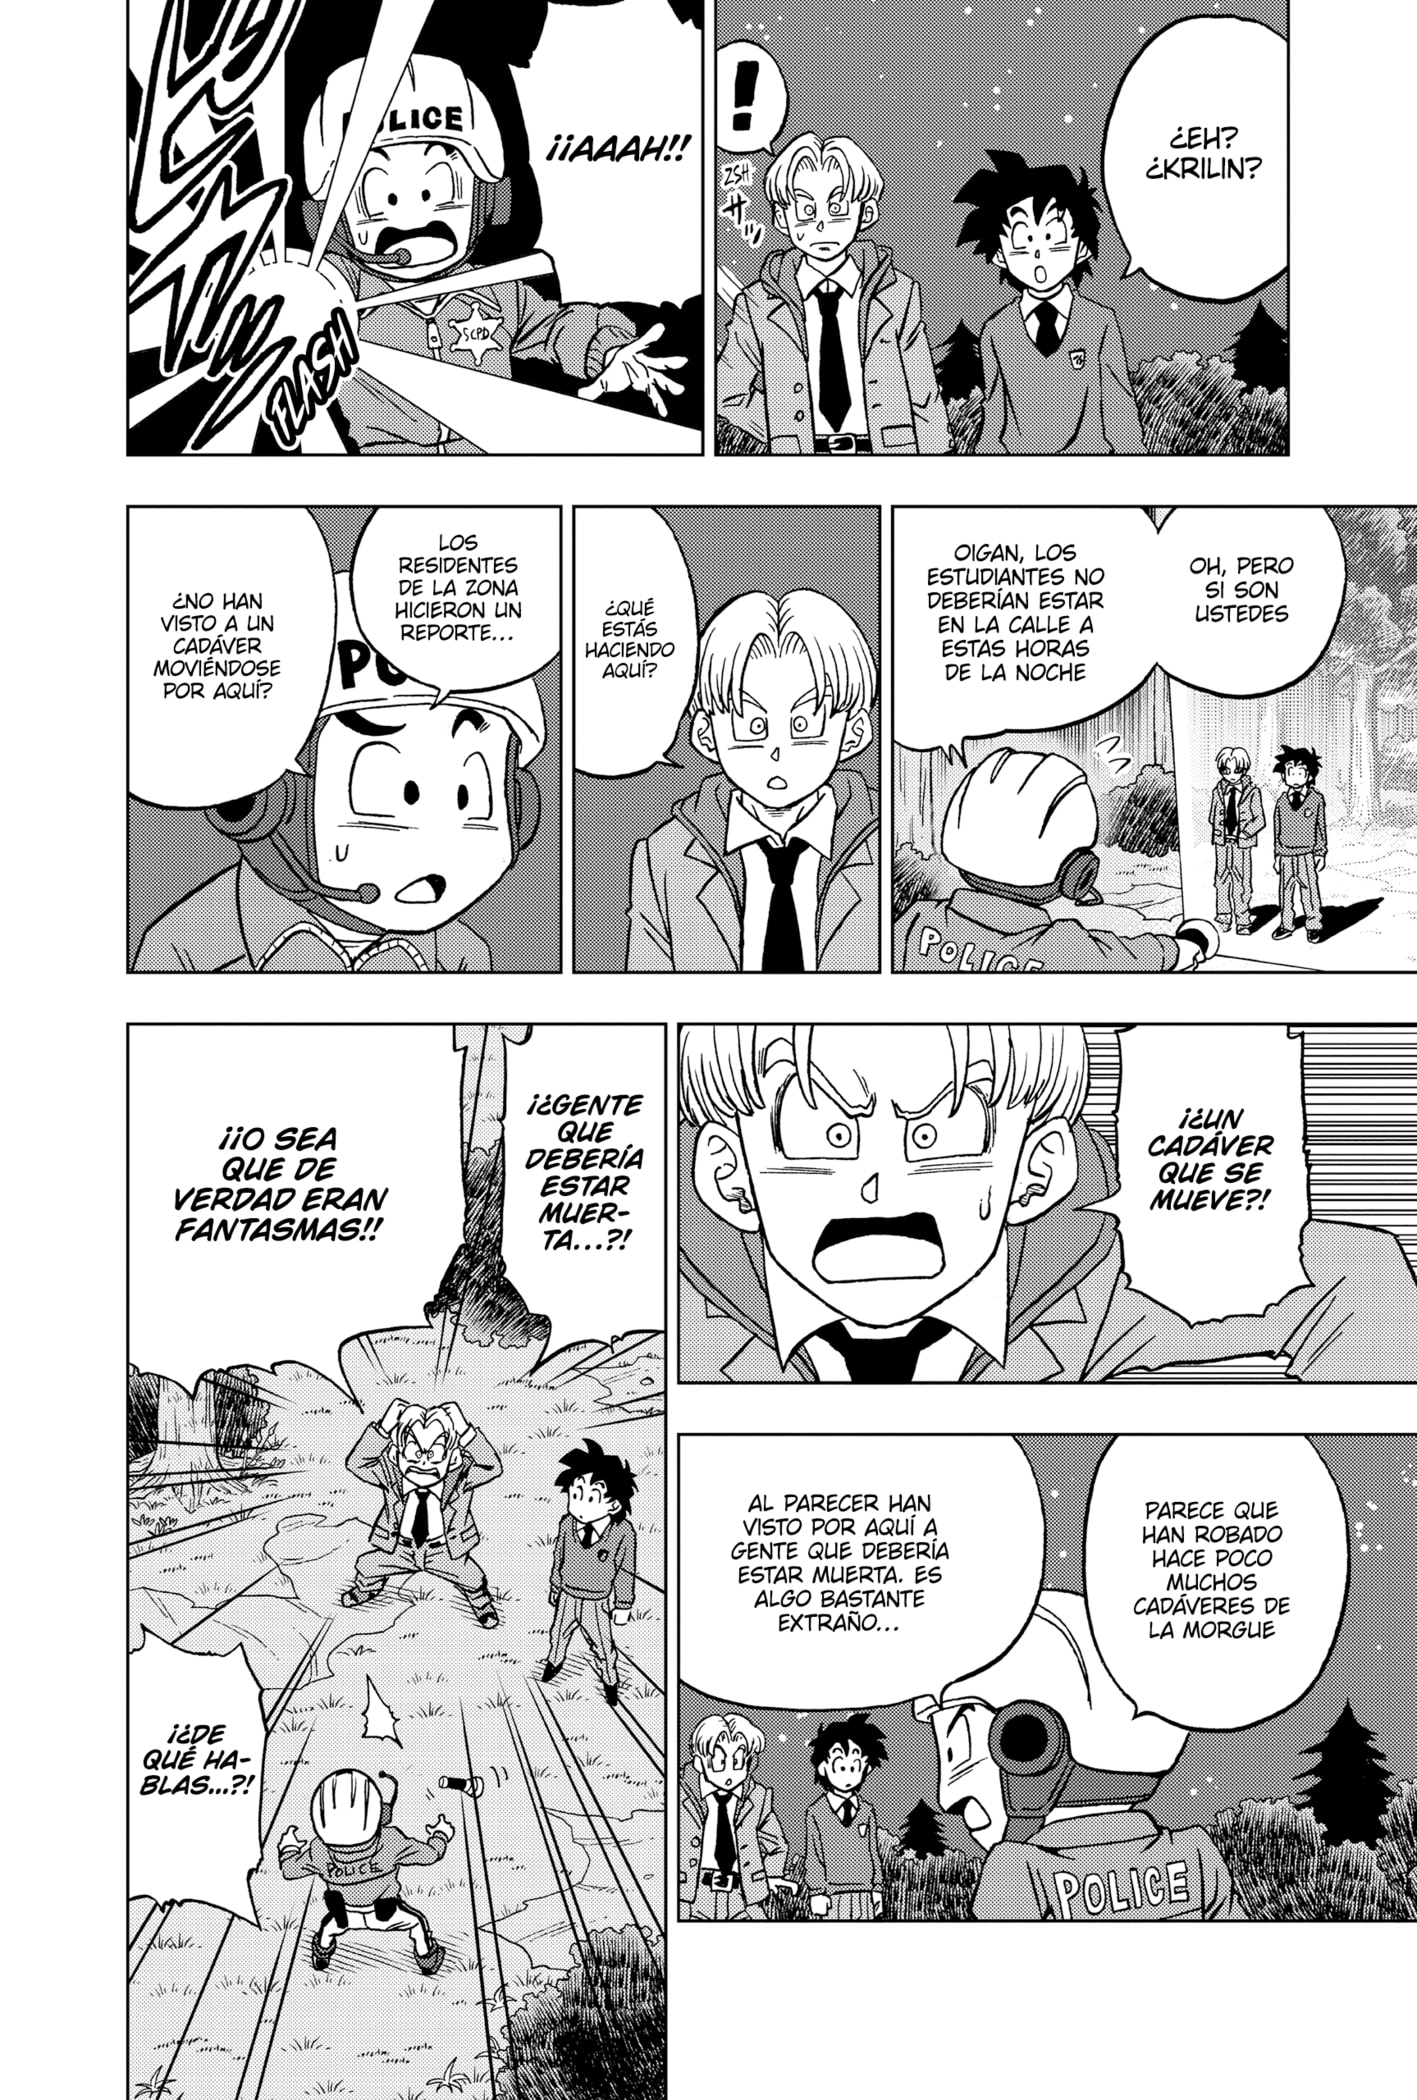 ¿EH?
¿KRILIN?
!
ZSH
サッ
¡¡AAAH!!
POLICE
SCPD
FLASH
OH, PERO
SI SON
USTEDES
OIGAN, LOS
ESTUDIANTES NO
DEBERÍAN ESTAR
EN LA CALLE A
ESTAS HORAS
DE LA NOCHE
POLICE
¿QUÉ
ESTÁS
HACIENDO
AQUÍ?
LOS
RESIDENTES
DE LA ZONA
HICIERON UN
REPORTE...
¿NO HAN
VISTO A UN
CADÁVER
MOVIÉNDOSE
POR AQUÍ?
PO
¡¿UN
CADÁVER
QUE SE
MUEVE?!
PARECE QUE
HAN ROBADO
HACE POCO
MUCHOS
CADÁVERES DE
LA MORGUE
AL PARECER HAN
VISTO POR AQUÍ A
GENTE QUE DEBERÍA
ESTAR MUERTA. ES
ALGO BASTANTE
EXTRAÑO...
POLICE
¡¿GENTE
QUE
DEBERÍA
ESTAR
MUER-
TA...?!
¡¡O SEA
QUE DE
VERDAD ERAN
FANTASMAS!!
¡¿DE
QUÉ HA-
BLAS...?!
POLICE